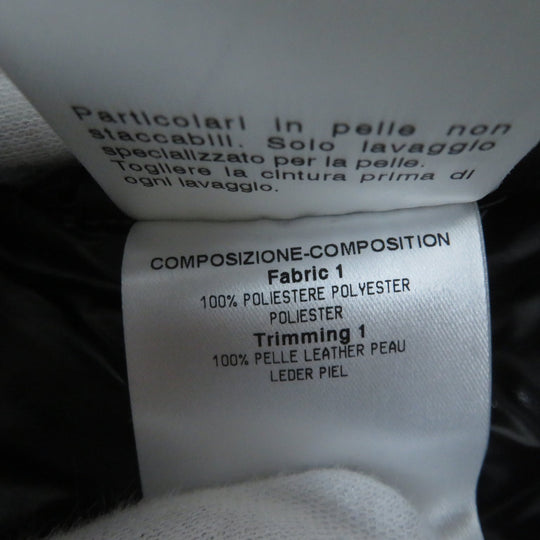 Particolari in pelle non
staccabili. Solo lavaggio
specializzato per la pelle.
Togliere la cintura prima di
ogni lavaggio.
COMPOSIZIONE-COMPOSITION
Fabric 1
100% POLIESTERE POLYESTER
POLIESTER
Trimming 1
100% PELLE LEATHER PEAU
LEDER PIEL